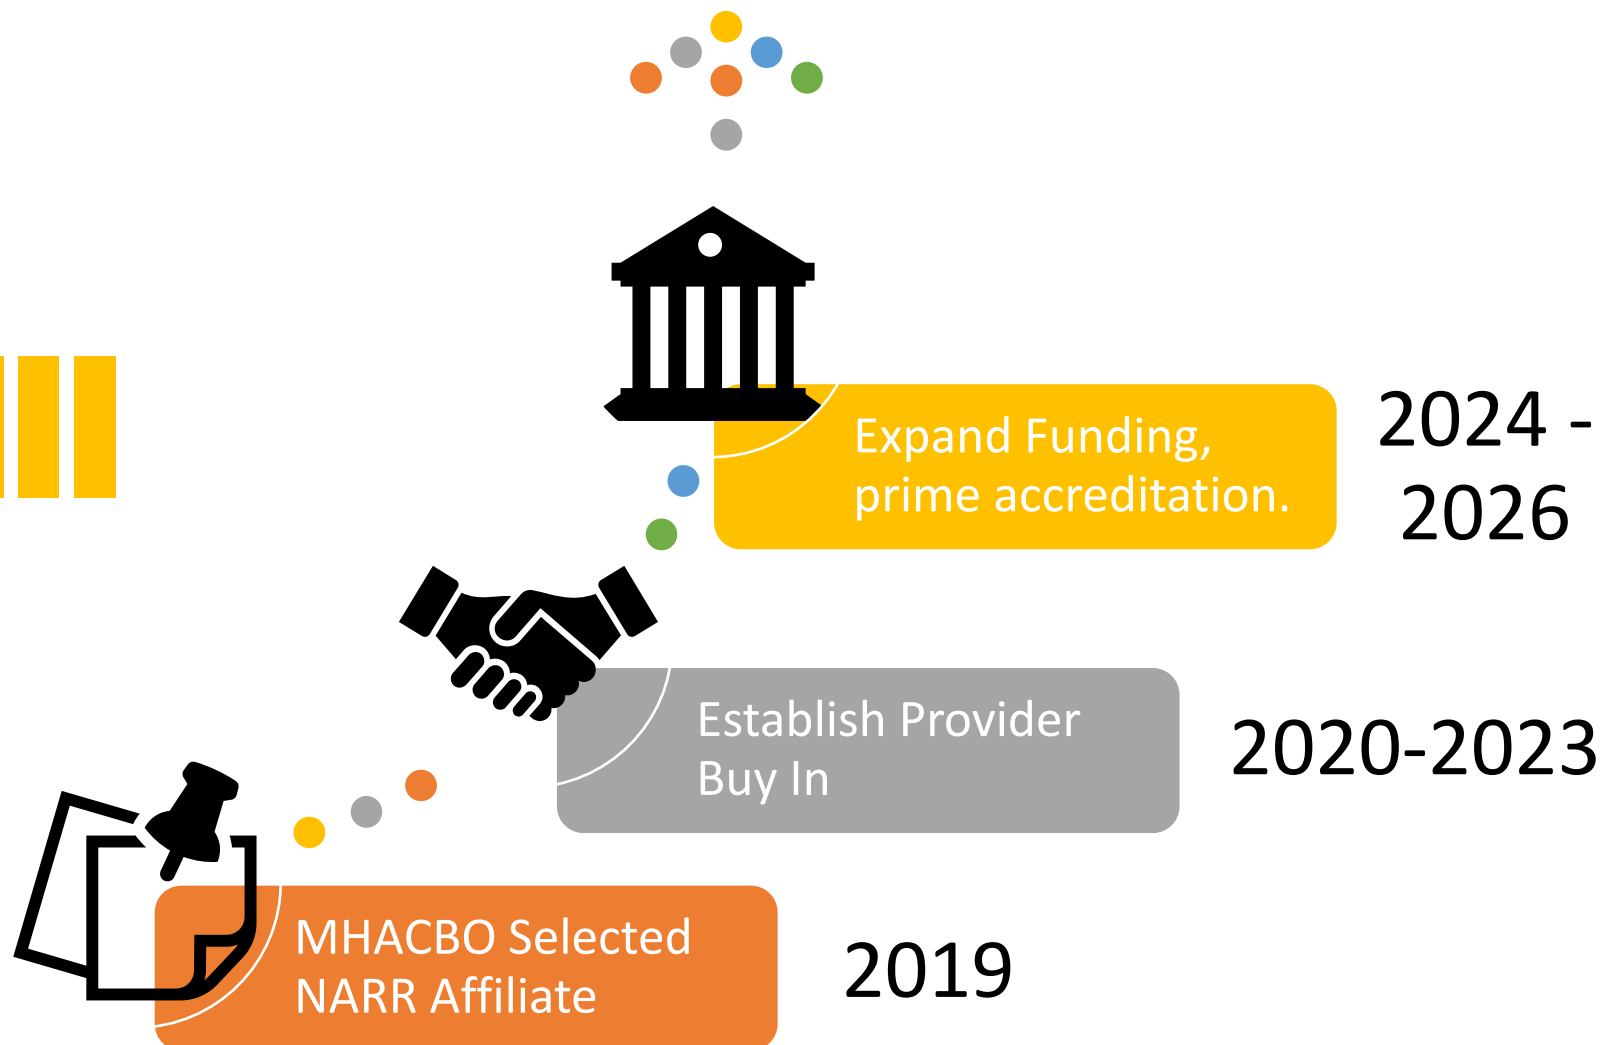 Expand Funding,
prime accreditation.
2024 -
2026
Establish Provider
Buy In
2020-2023
MHACBO Selected
NARR Affiliate
2019